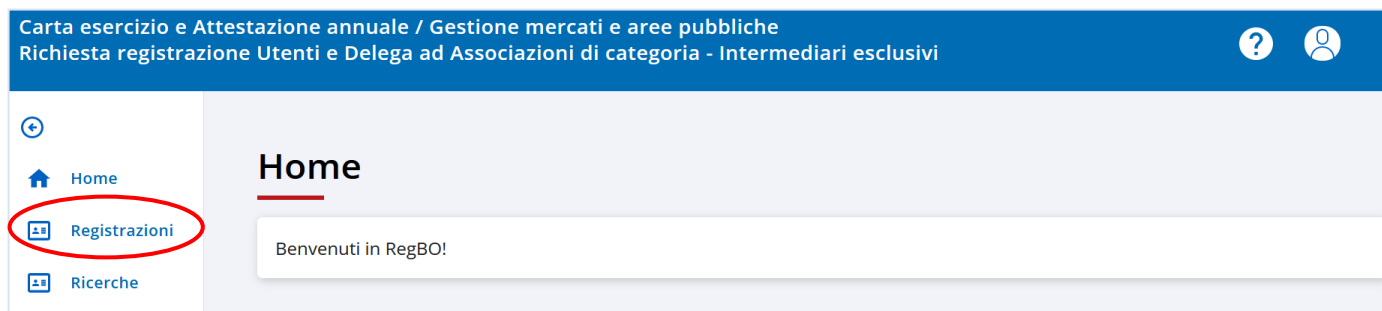 Carta esercizio e Attestazione annuale / Gestione mercati e aree pubbliche
Richiesta registrazione Utenti e Delega ad Associazioni di categoria - Intermediari esclusivi
?
Home
Registrazioni
Ricerche
Home
Benvenuti in RegBO!